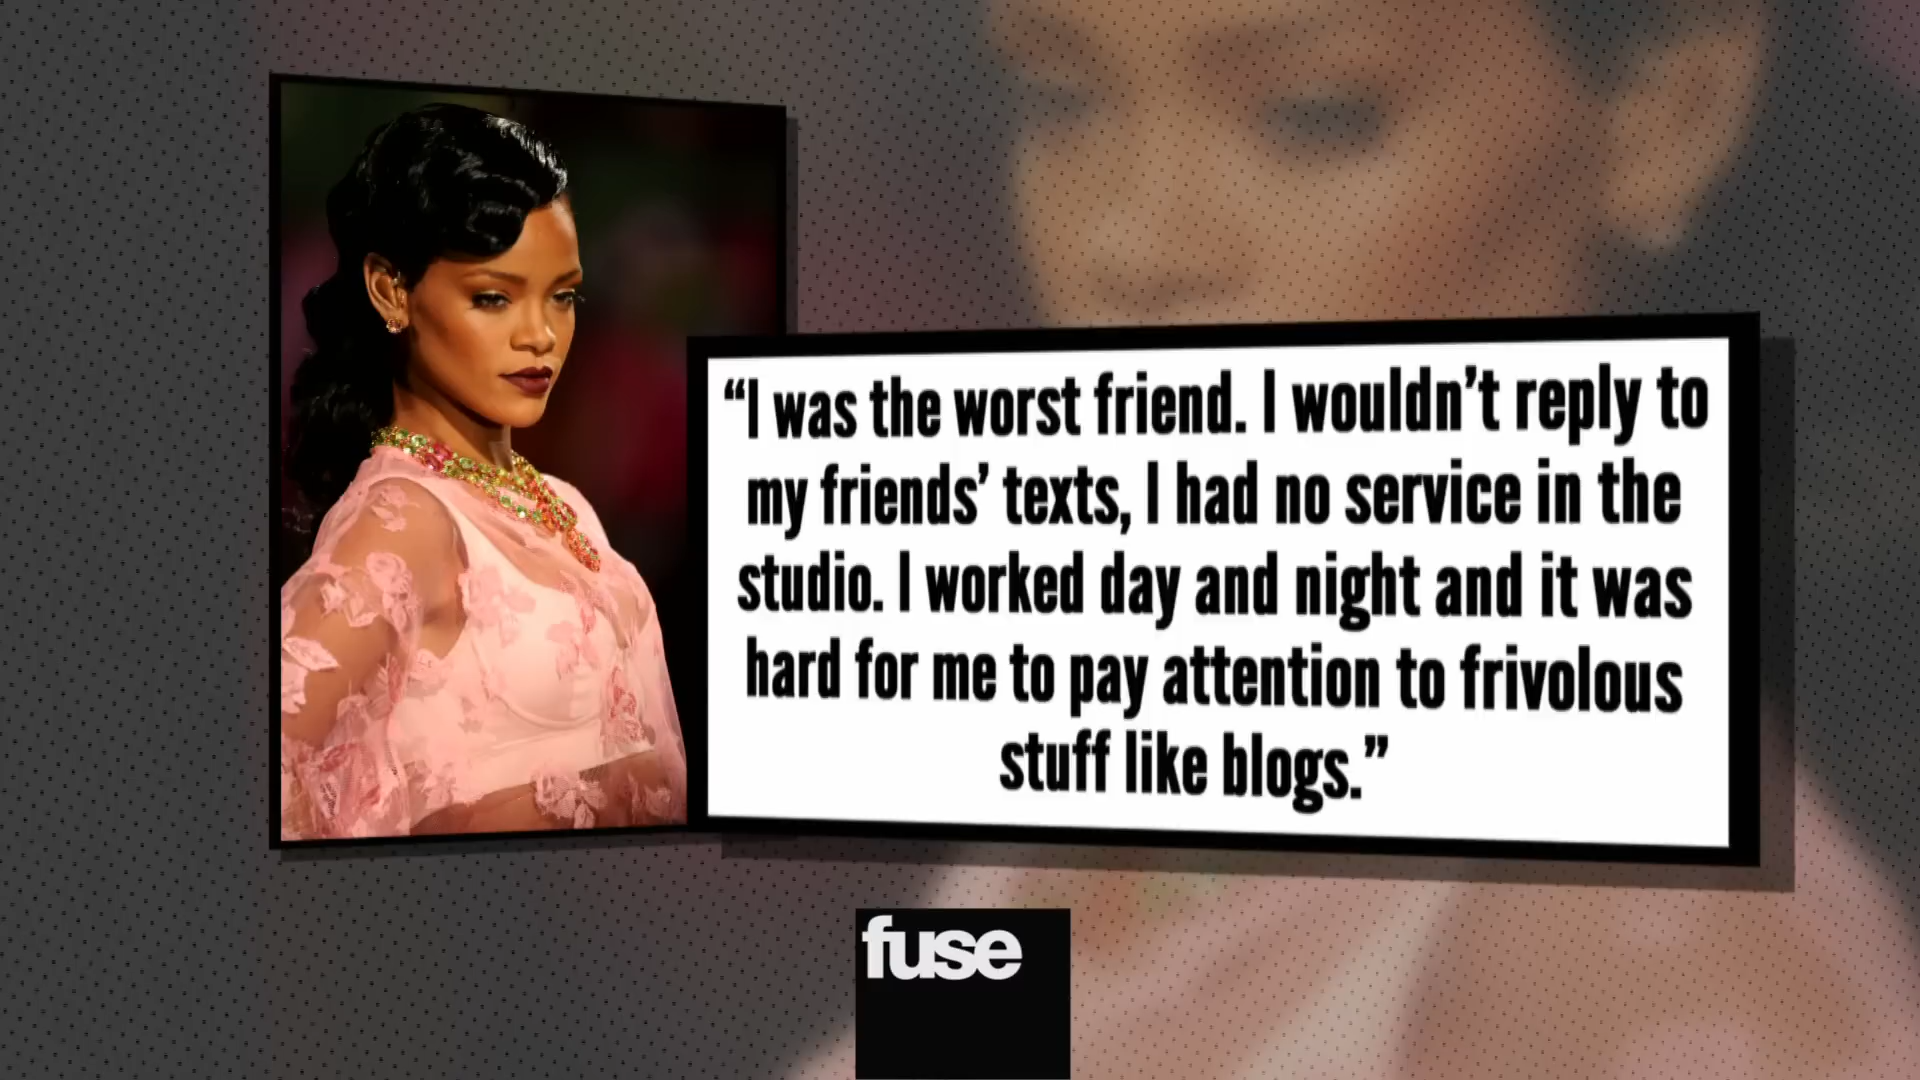 “I was the worst friend. I wouldn’t reply to
my friends’ texts, I had no service in the
studio. I worked day and night and it was
hard for me to pay attention to frivolous
stuff like blogs.”
fuse